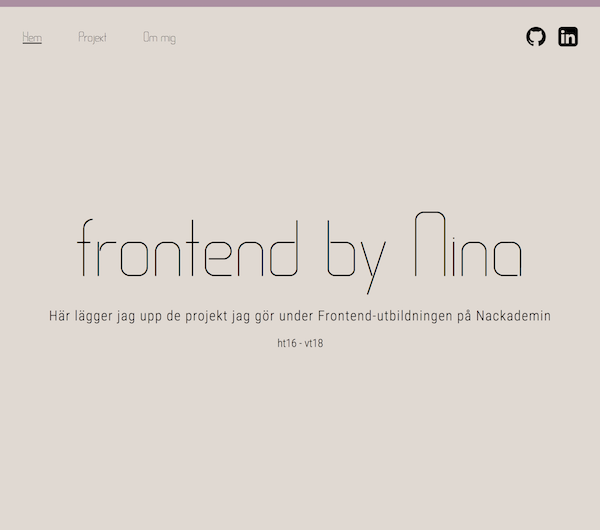 Hem
Projekt
Om mig
in
frontend by Nina
Här lägger jag upp de projekt jag gör under Frontend-utbildningen på Nackademin
ht16 - vt18